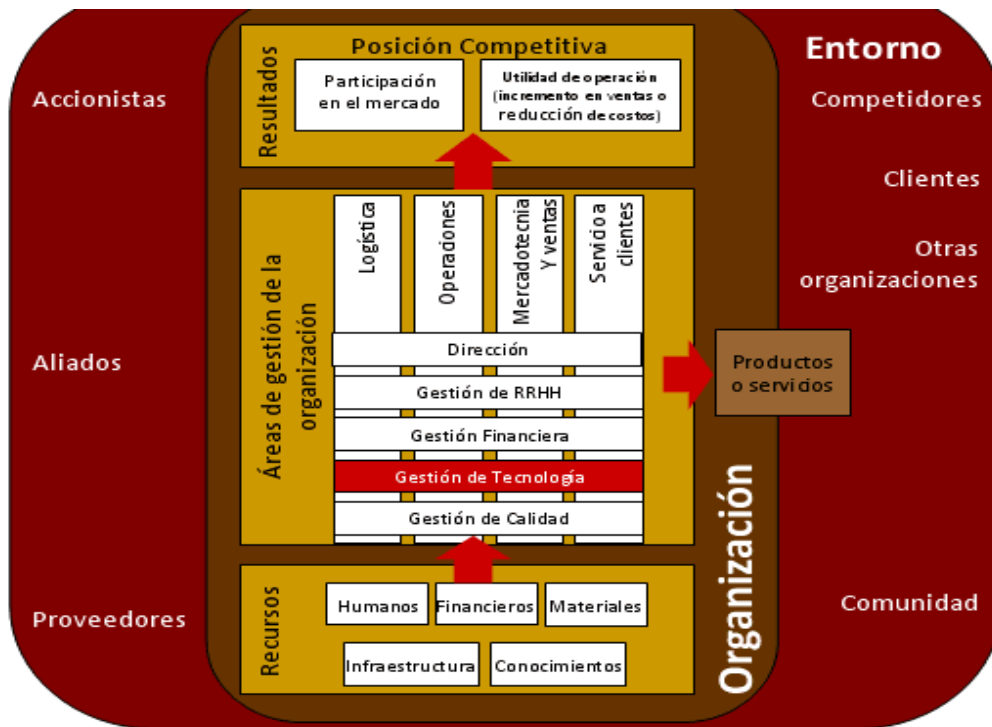 Entorno
Accionistas
Aliados
Proveedores
Resultados
Posición Competitiva
Participación
en el mercado
Utilidad de operación
(incremento en ventas o
reducción de costos)
Áreas de gestión de la
organización
Logística
Operaciones
Mercadotecnia
Y ventas
Servicio a
clientes
Dirección
Gestión de RRHH
Gestión Financiera
Gestión de Tecnología
Gestión de Calidad
Recursos
Humanos
Financieros
Materiales
Infraestructura
Conocimientos
Organización
Productos
o servicios
Competidores
Clientes
Otras
organizaciones
Comunidad